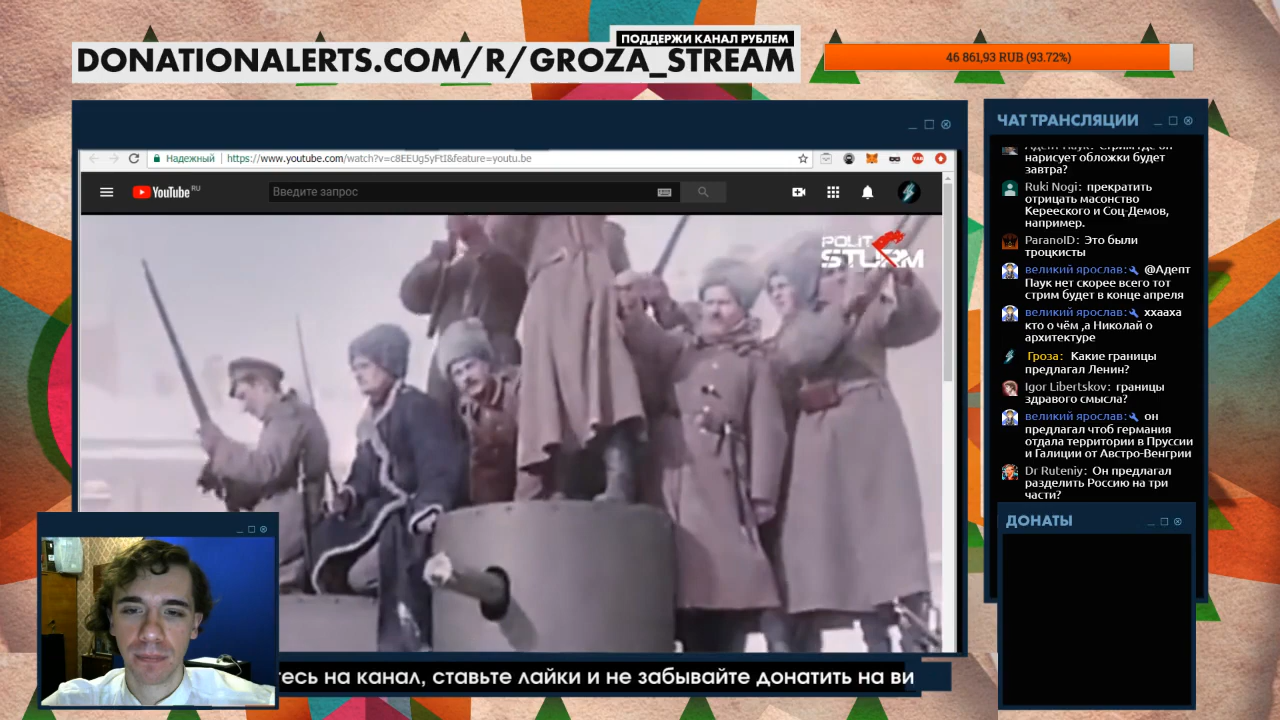 ПОДДЕРЖИ КАНАЛ РУБЛЕМ
DONATIONALERTS.COM/R/GROZA_STREAM
46 861,93 RUB (93.72%)
ЧАТ ТРАНСЛЯЦИИ
Надежный
https://www.youtube.com/watch?v=c8EEUg5yFtI&feature=youtu.be
YouTube RU
Введите запрос
POLIT
STURM
нарисует обложки будет
завтра?
Ruki Nogi: прекратить
отрицать масонство
Керееского и Соц-Демов,
например.
ParanoID: Это были
троцкисты
великий ярослав: @Адепт
Паук нет скорее всего тот
стрим будет в конце апреля
великий ярослав: ххааха
кто о чём ,а Николай о
архитектуре
Гроза: Какие границы
предлагал Ленин?
Igor Libertskov: границы
здравого смысла?
великий ярослав: он
предлагал чтоб германия
отдала территории в Пруссии
и Галиции от Австро-Венгрии
Dr Ruteniy: Он предлагал
разделить Россию на три
части?
ДОНАТЫ
тесь на канал, ставьте лайки и не забывайте донатить на ви